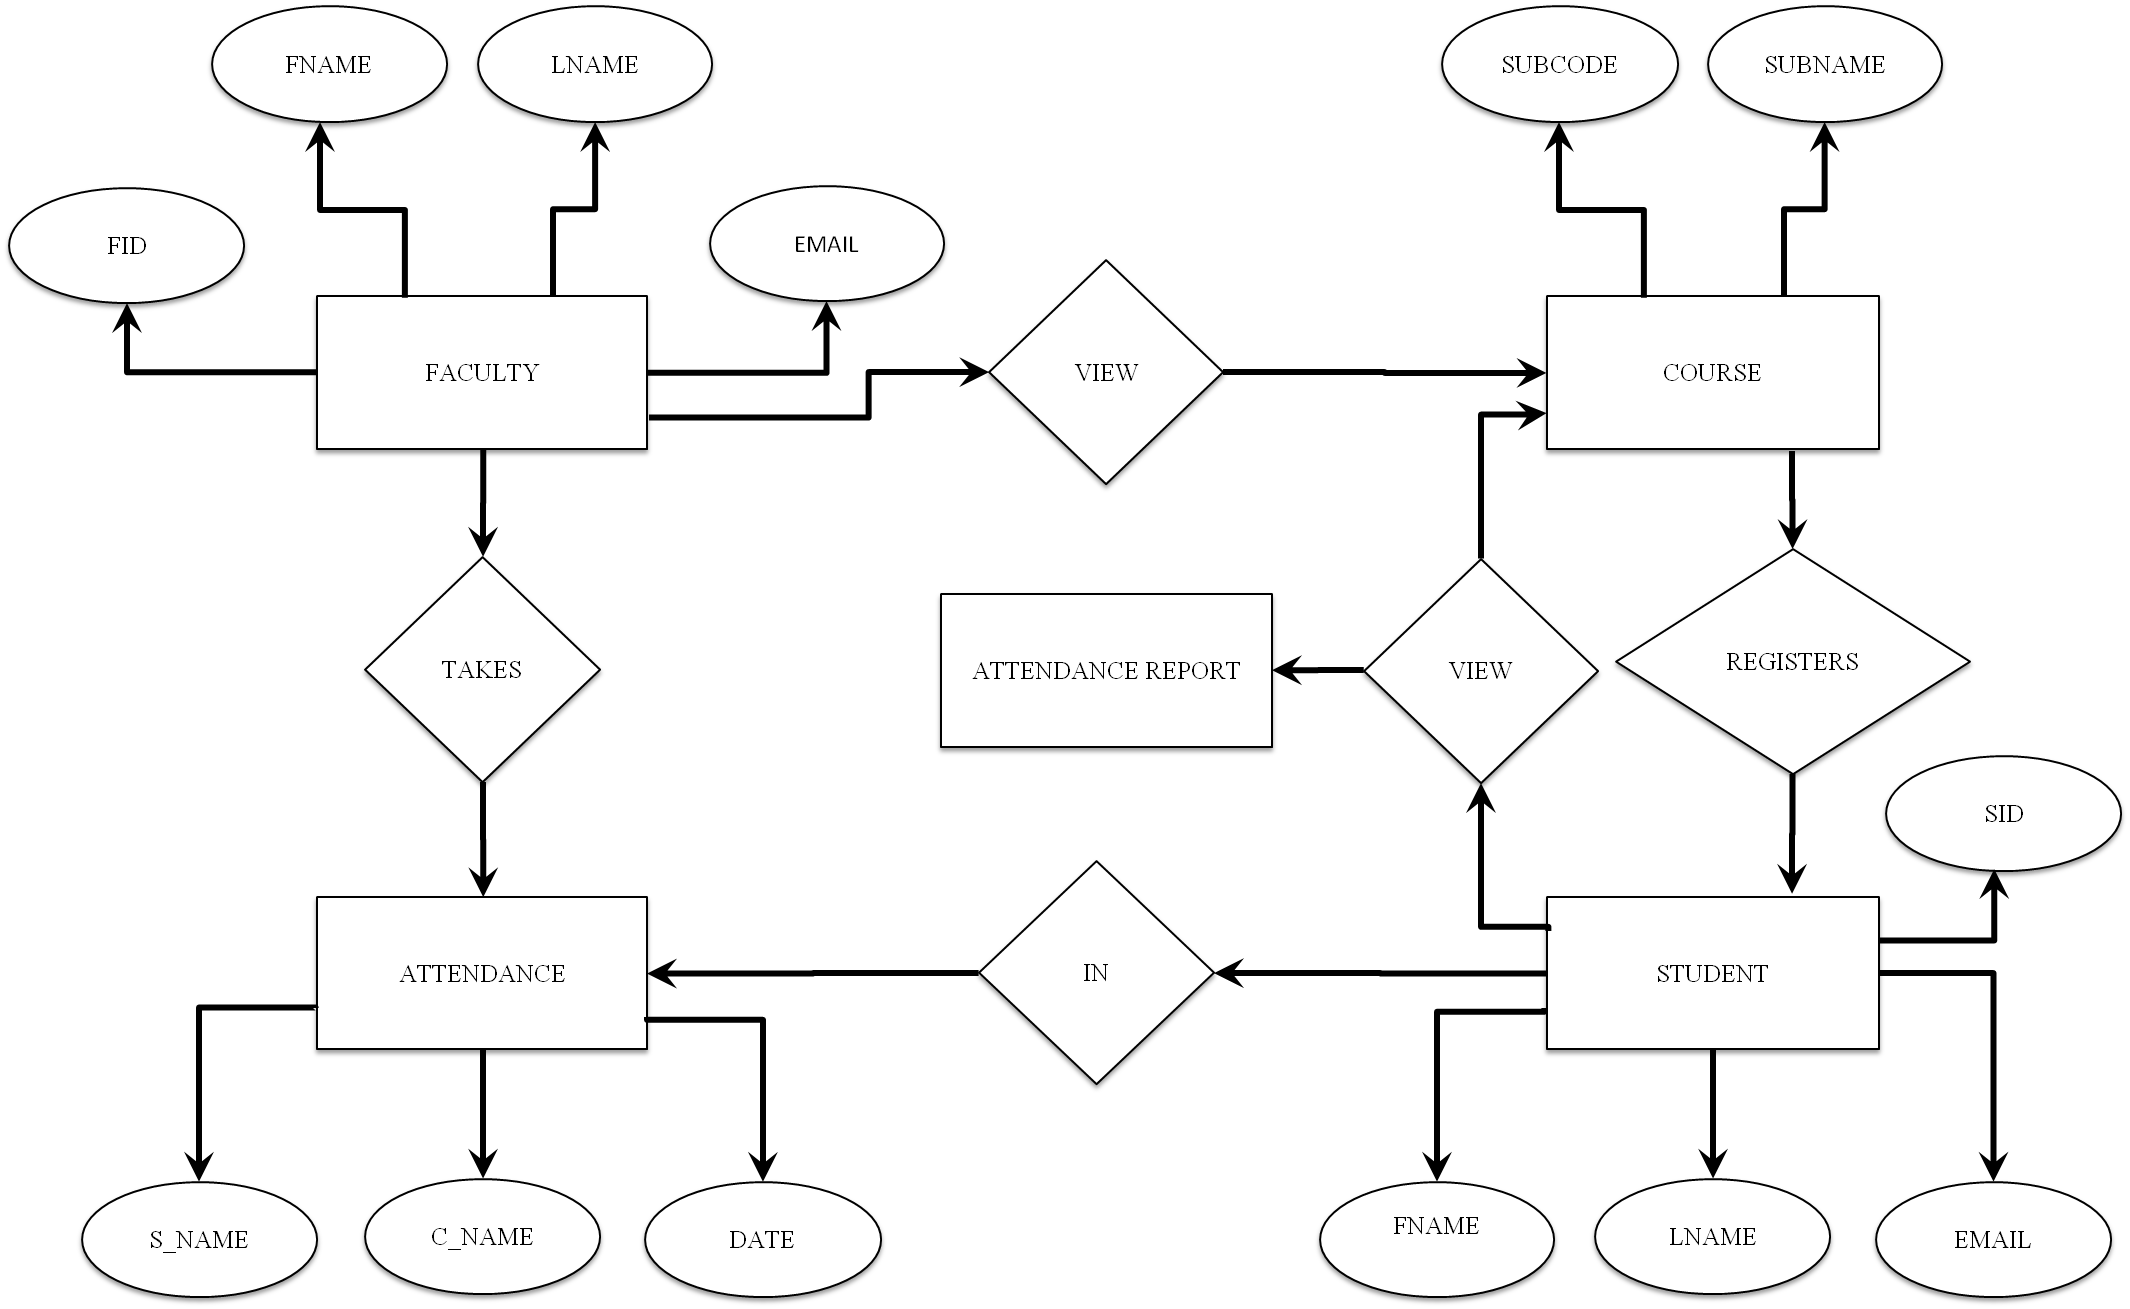 FNAME
LNAME
SUBCODE
SUBNAME
FID
EMAIL
FACULTY
VIEW
COURSE
TAKES
ATTENDANCE REPORT
VIEW
REGISTERS
SID
ATTENDANCE
IN
STUDENT
S_NAME
C_NAME
DATE
FNAME
LNAME
EMAIL